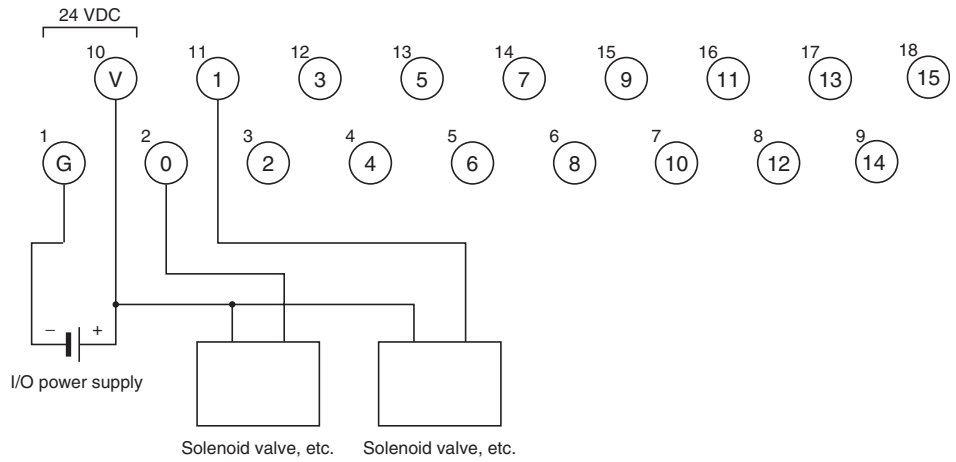 24 VDC
10 11 12 13 14 15 16 17 18
V 1 3 5 7 9 11 13 15
1 2 3 4 5 6 7 8 9
G 0 2 4 6 8 10 12 14
– +
I/O power supply
Solenoid valve, etc. Solenoid valve, etc.